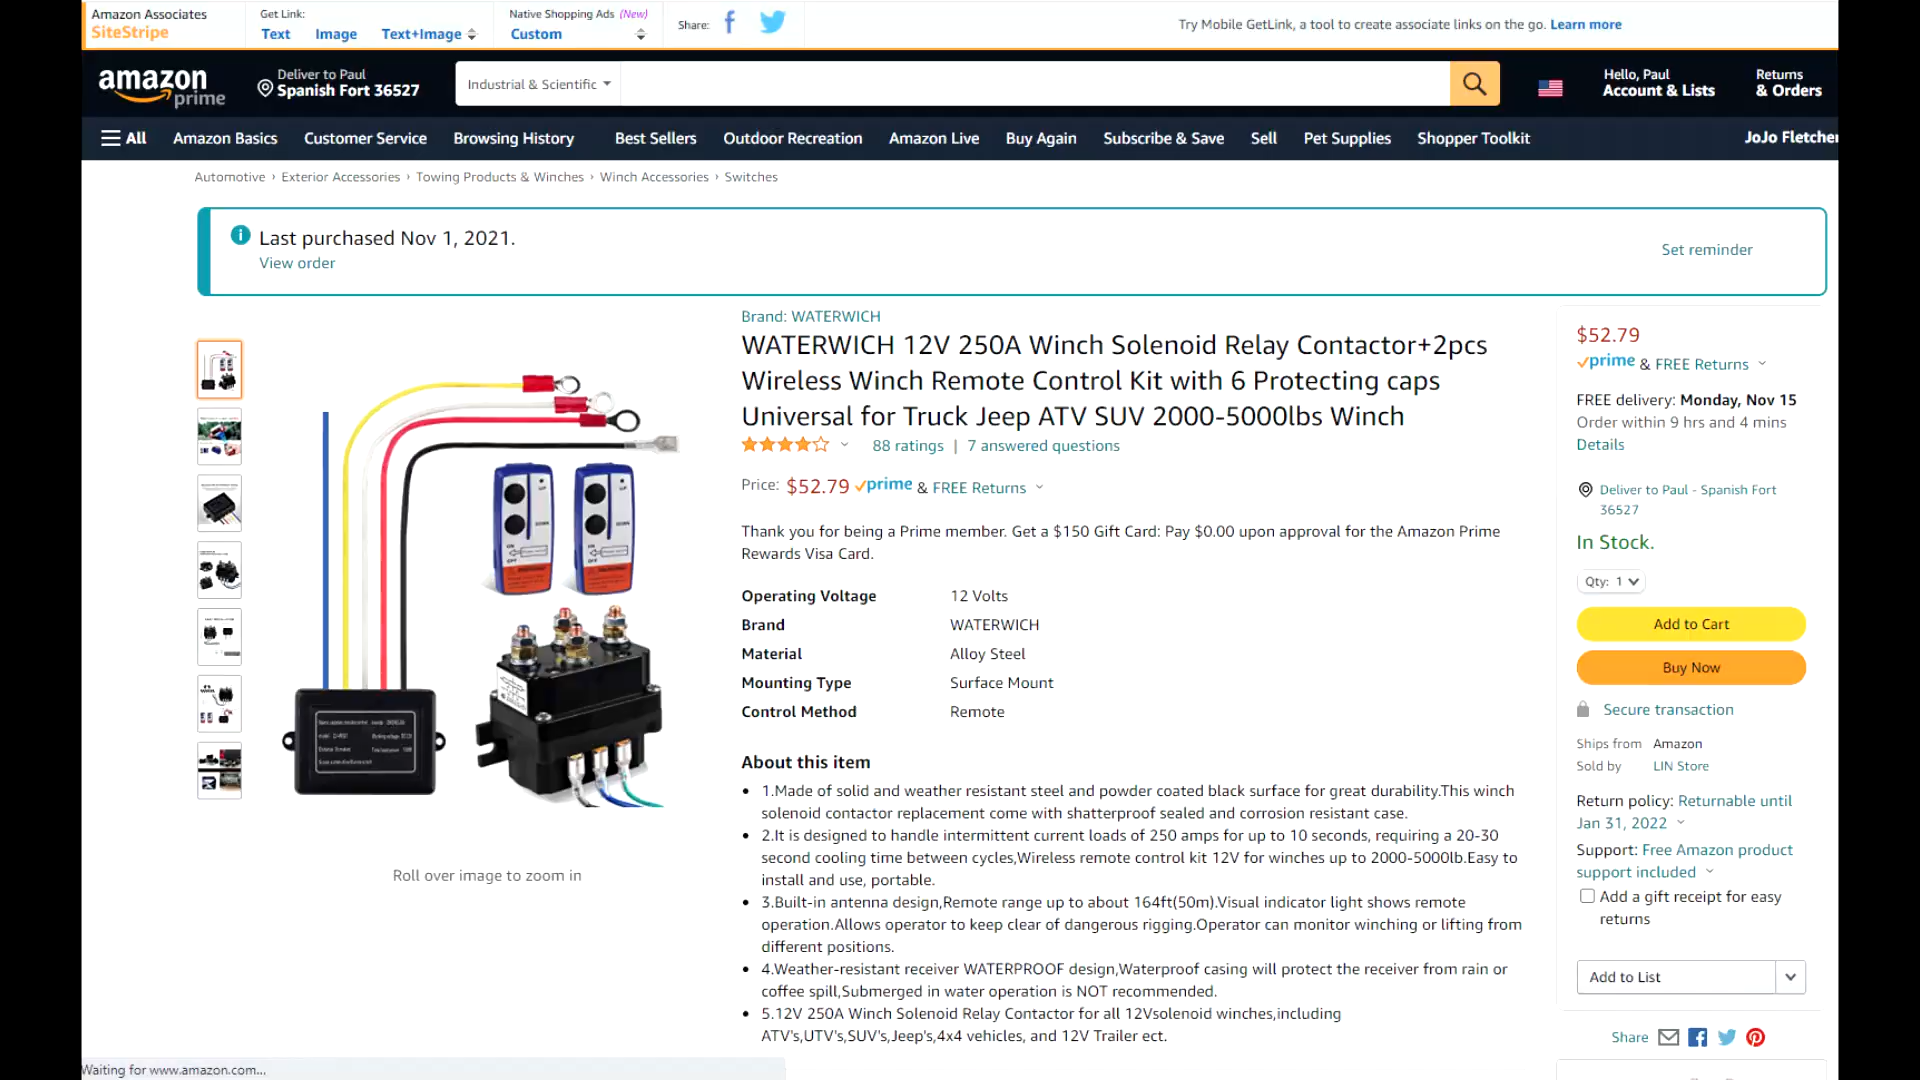 Amazon Associates
SiteStripe
Get Link:
Text Image Text+Image
Native Shopping Ads (New)
Custom
Share:
Try Mobile GetLink, a tool to create associate links on the go. Learn more
amazon
prime
Deliver to Paul
Spanish Fort 36527
Industrial & Scientific
Hello, Paul
Account & Lists
Returns
& Orders
All Amazon Basics Customer Service Browsing History Best Sellers Outdoor Recreation Amazon Live Buy Again Subscribe & Save Sell Pet Supplies Shopper Toolkit JoJo Fletcher
Automotive › Exterior Accessories › Towing Products & Winches › Winch Accessories › Switches
Last purchased Nov 1, 2021.
View order
Set reminder
Brand: WATERWICH
WATERWICH 12V 250A Winch Solenoid Relay Contactor+2pcs
Wireless Winch Remote Control Kit with 6 Protecting caps
Universal for Truck Jeep ATV SUV 2000-5000lbs Winch
88 ratings | 7 answered questions
Price: $52.79 prime & FREE Returns
Thank you for being a Prime member. Get a $150 Gift Card: Pay $0.00 upon approval for the Amazon Prime
Rewards Visa Card.
Operating Voltage 12 Volts
Brand WATERWICH
Material Alloy Steel
Mounting Type Surface Mount
Control Method Remote
About this item
• 1.Made of solid and weather resistant steel and powder coated black surface for great durability.This winch
solenoid contactor replacement come with shatterproof sealed and corrosion resistant case.
• 2.It is designed to handle intermittent current loads of 250 amps for up to 10 seconds, requiring a 20-30
second cooling time between cycles,Wireless remote control kit 12V for winches up to 2000-5000lb.Easy to
install and use, portable.
• 3.Built-in antenna design,Remote range up to about 164ft(50m).Visual indicator light shows remote
operation.Allows operator to keep clear of dangerous rigging.Operator can monitor winching or lifting from
different positions.
• 4.Weather-resistant receiver WATERPROOF design,Waterproof casing will protect the receiver from rain or
coffee spill,Submerged in water operation is NOT recommended.
• 5.12V 250A Winch Solenoid Relay Contactor for all 12Vsolenoid winches,including
ATV's,UTV's,SUV's,Jeep's,4x4 vehicles, and 12V Trailer ect.
Roll over image to zoom in
$52.79
prime & FREE Returns
FREE delivery: Monday, Nov 15
Order within 9 hrs and 4 mins
Details
Deliver to Paul - Spanish Fort
36527
In Stock.
Qty: 1
Add to Cart
Buy Now
Secure transaction
Ships from Amazon
Sold by LIN Store
Return policy: Returnable until
Jan 31, 2022
Support: Free Amazon product
support included
Add a gift receipt for easy
returns
Add to List
Share
Waiting for www.amazon.com...